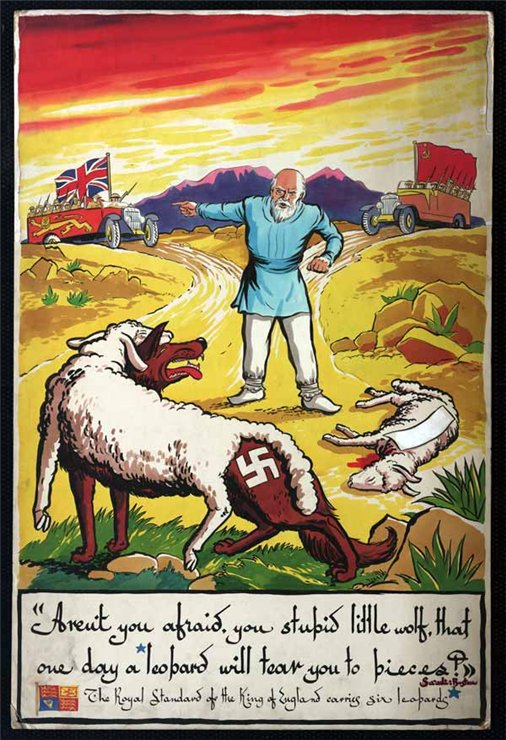 "Aren't you afraid, you stupid little wolf, that
one day a *leopard will tear you to pieces?"
The Royal Standard of the King of England carries six leopards*